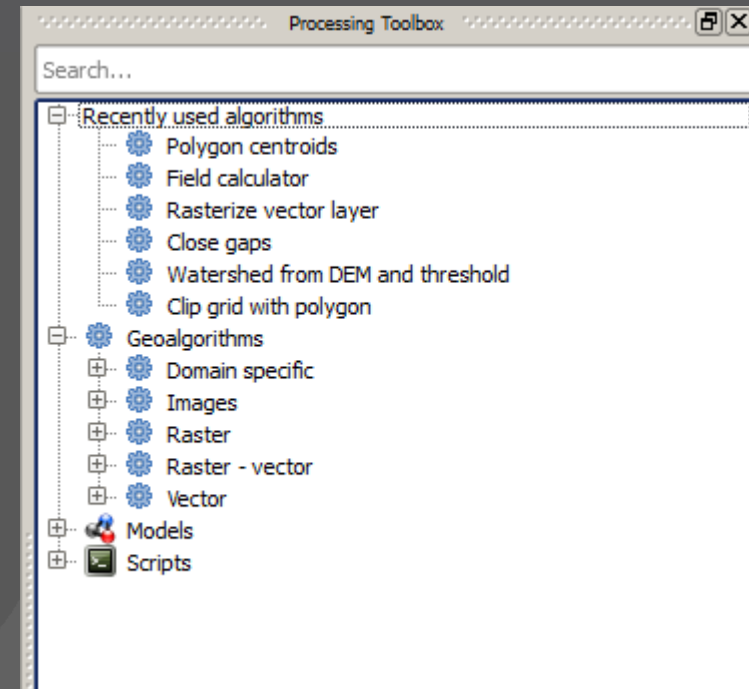 Processing Toolbox
Search...
Recently used algorithms
Polygon centroids
Field calculator
Rasterize vector layer
Close gaps
Watershed from DEM and threshold
Clip grid with polygon
Geoalgorithms
Domain specific
Images
Raster
Raster - vector
Vector
Models
Scripts